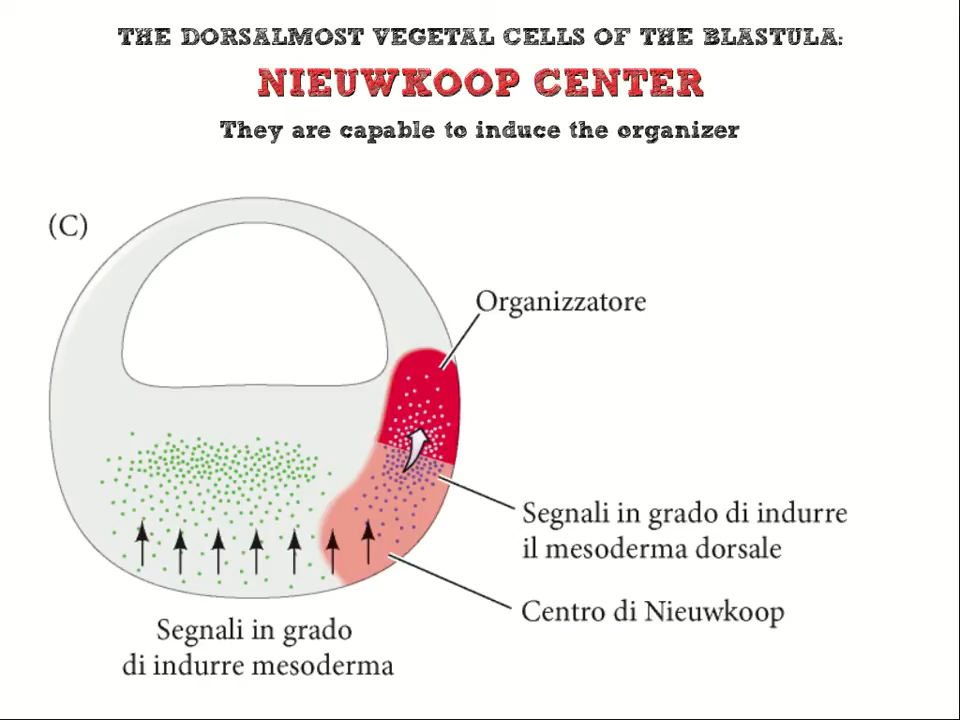 THE DORSALMOST VEGETAL CELLS OF THE BLASTULA:
NIEUWKOOP CENTER
They are capable to induce the organizer
(C)
Organizzatore
Segnali in grado di indurre
il mesoderma dorsale
Centro di Nieuwkoop
Segnali in grado
di indurre mesoderma